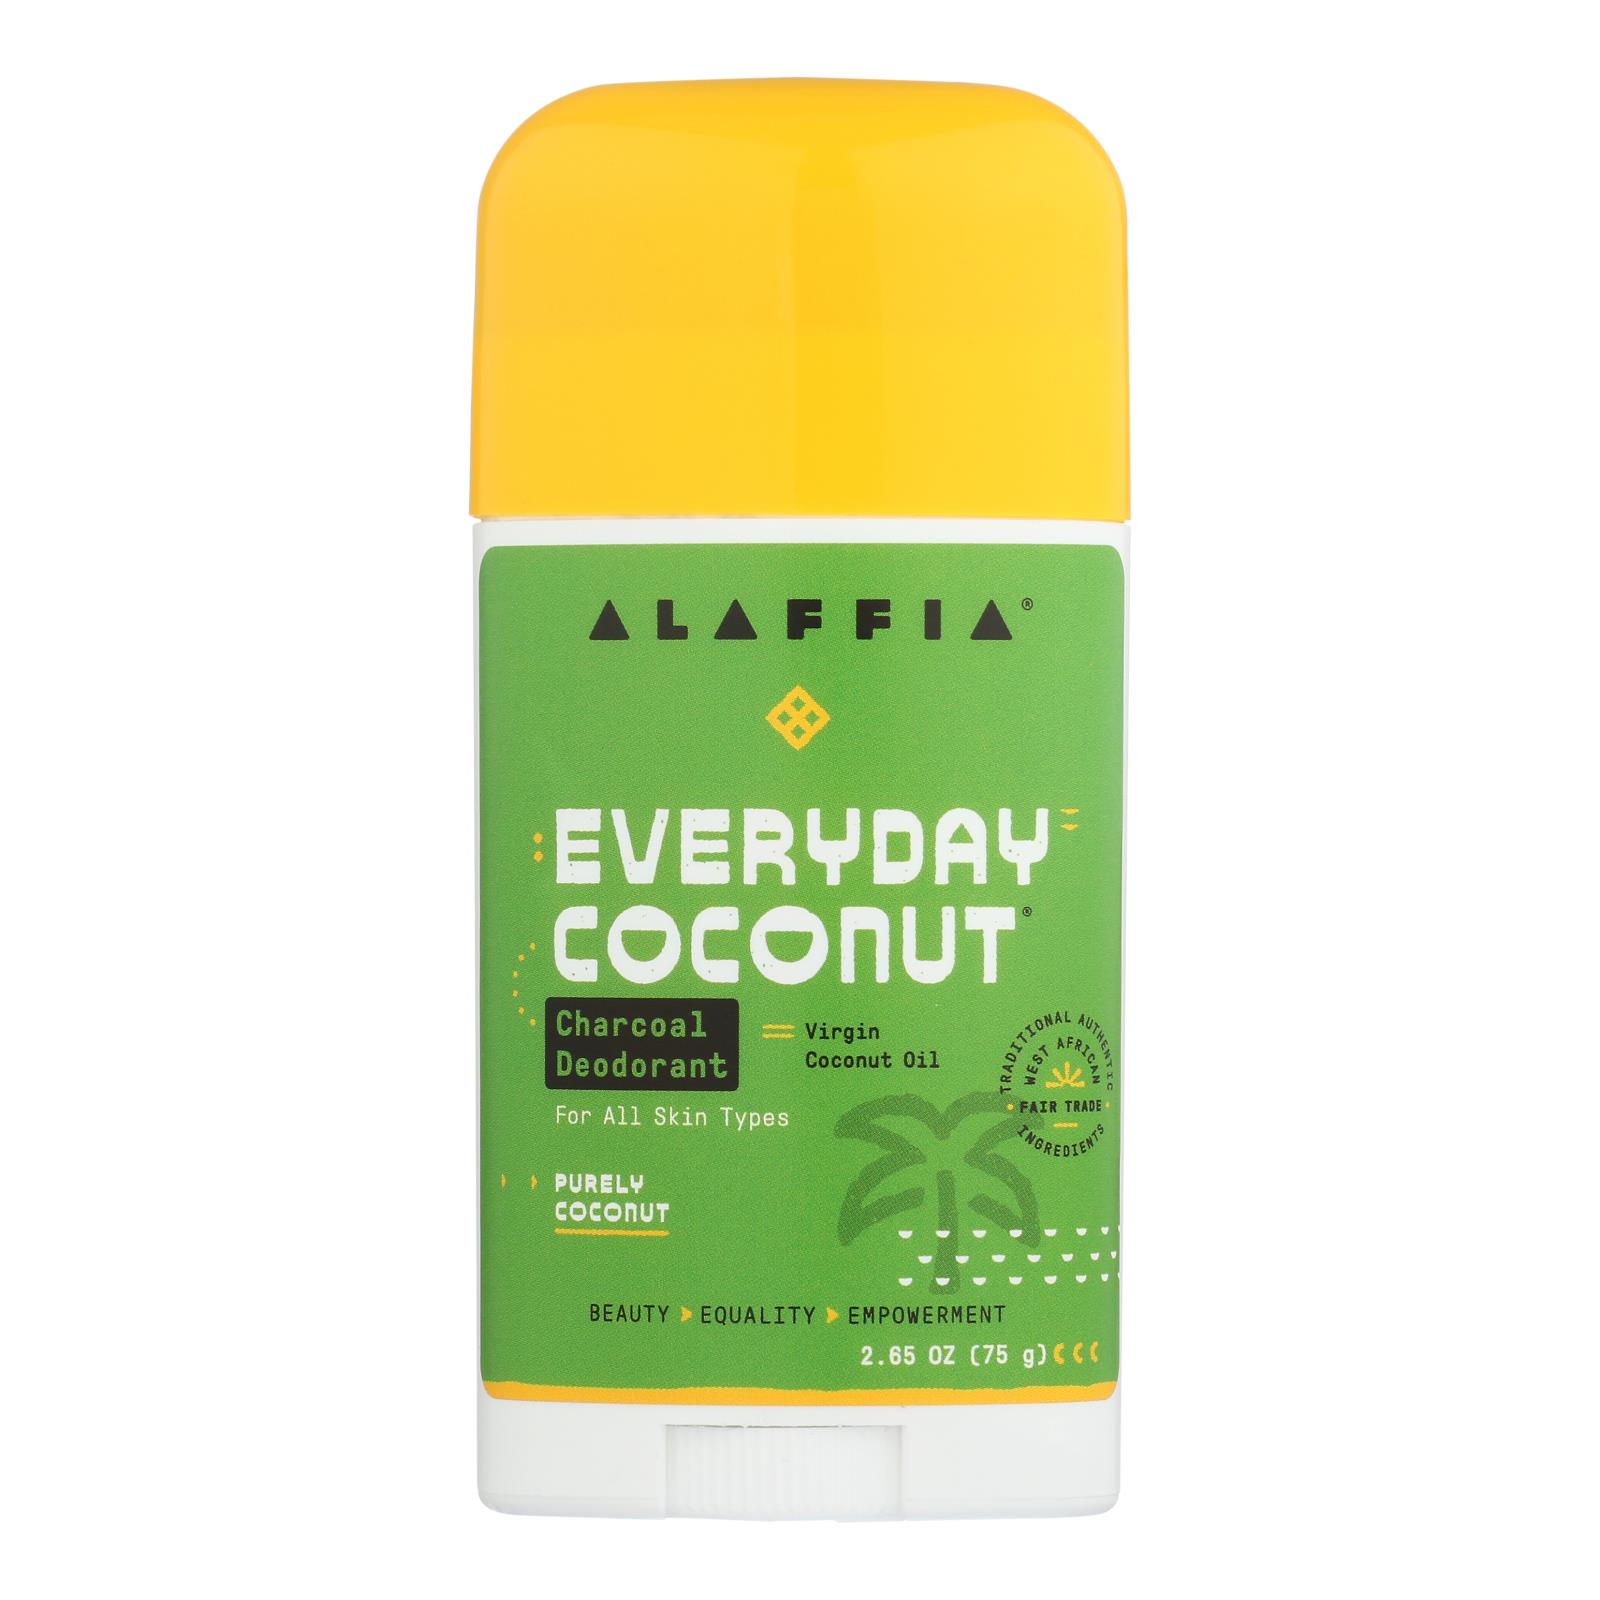 ALAFFIA®
EVERYDAY
COCONUT®
Charcoal
Deodorant
Virgin
Coconut Oil
For All Skin Types
TRADITIONAL AUTHENTIC
WEST AFRICAN
FAIR TRADE
INGREDIENTS
PURELY
COCONUT
BEAUTY EQUALITY EMPOWERMENT
2.65 OZ (75 g)